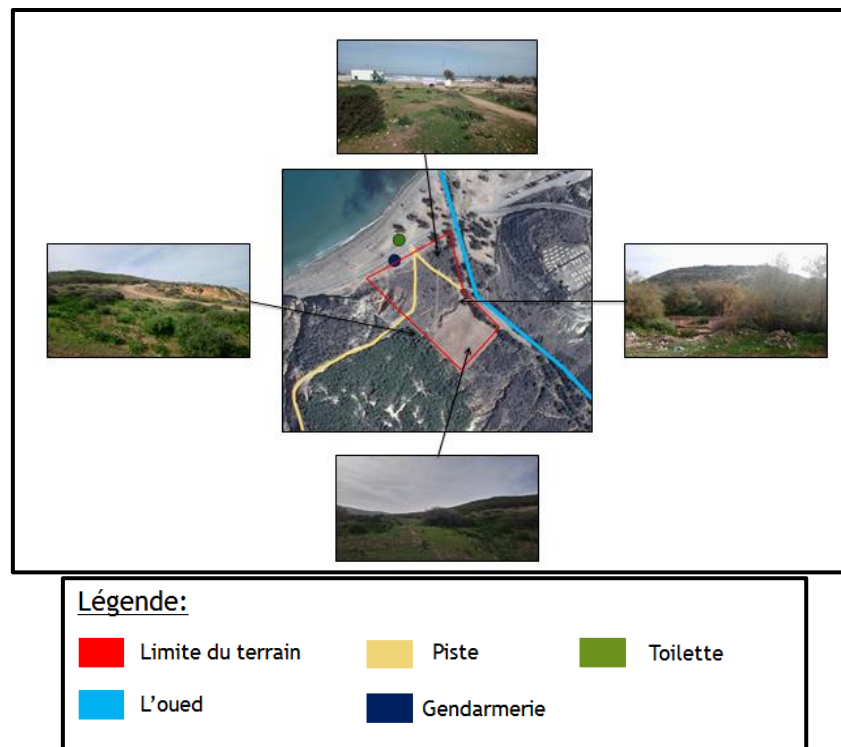 Légende:
Limite du terrain
Piste
Toilette
L'oued
Gendarmerie